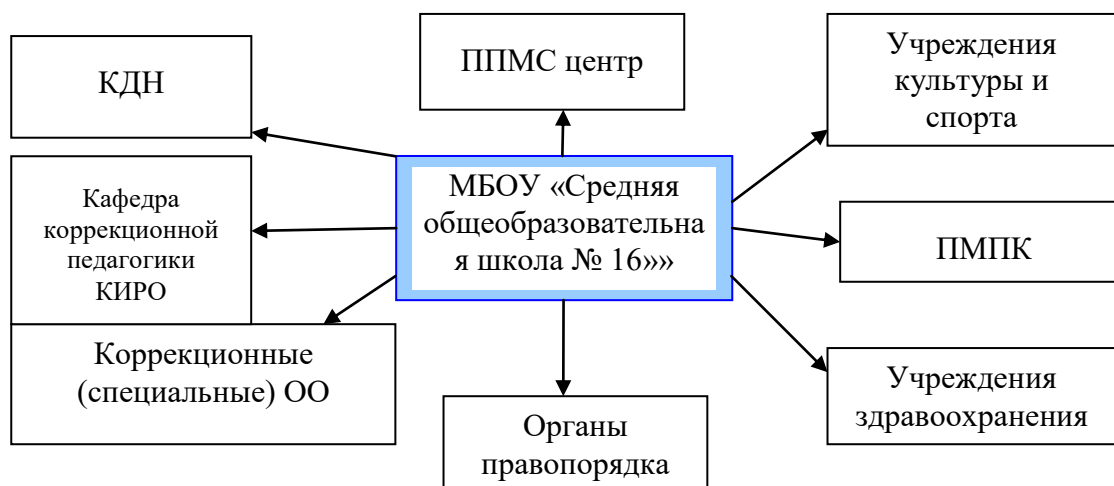 КДН
ППМС центр
Учреждения
культуры и
спорта
Кафедра
коррекционной
педагогики
КИРО
МБОУ «Средняя
общеобразовательна
я школа № 16»»
ПМПК
Коррекционные
(специальные) ОО
Органы
правопорядка
Учреждения
здравоохранения